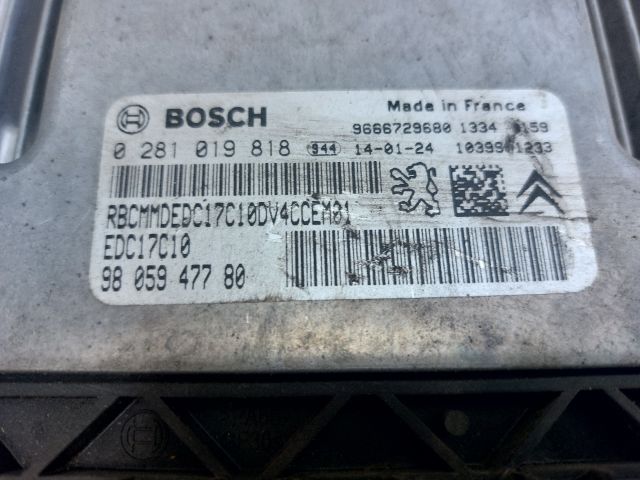 BOSCH
Made in France
9666729680 1334
0 281 019 818 944 14-01-24
RBCMMDEDC17C10DV4CCEM01
EDC17C10
98 059 477 80